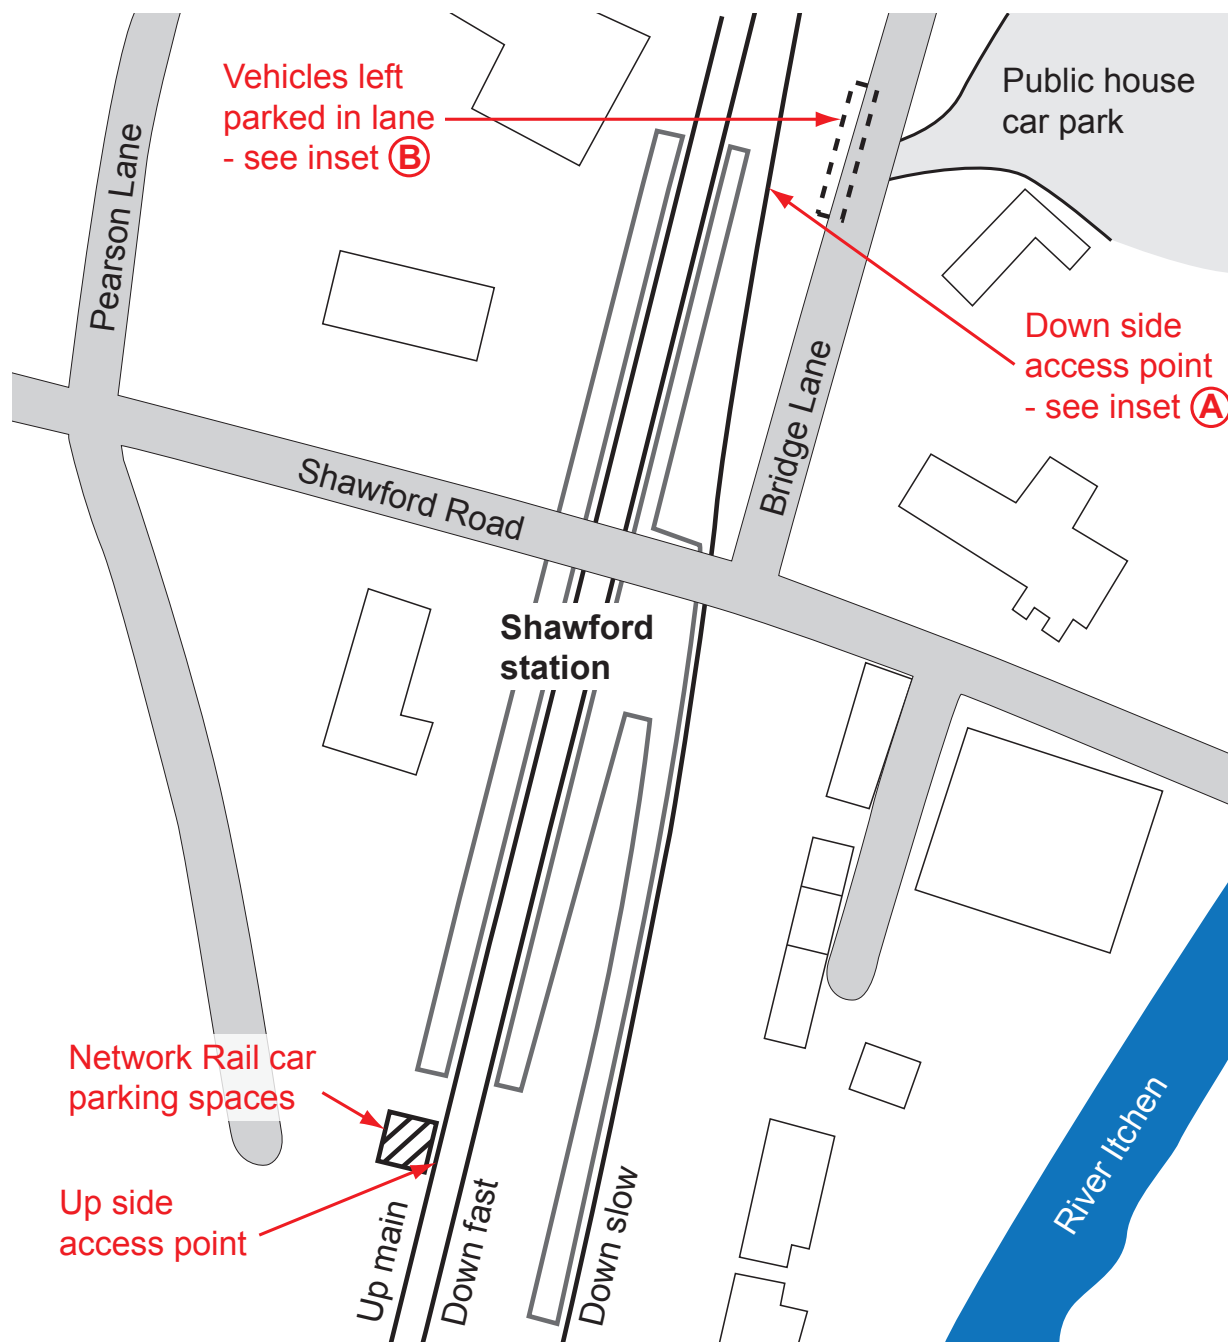 Vehicles left
parked in lane
- see inset B
Public house
car park
Pearson Lane
Down side
access point
- see inset A
Bridge Lane
Shawford Road
Shawford
station
Network Rail car
parking spaces
Up side
access point
Up main
Down fast
Down slow
River Itchen